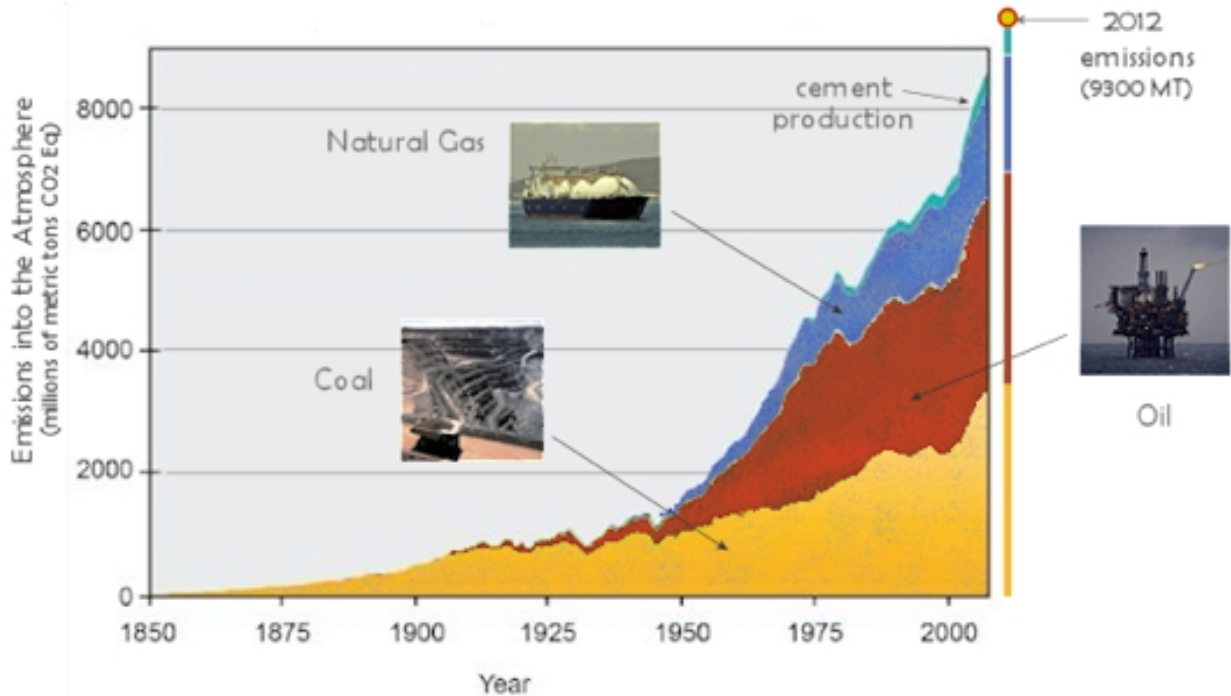 2012
emissions
(9300 MT)
cement
production
Natural Gas
Coal
Oil
Emissions into the Atmosphere
(millions of metric tons CO2 Eq)
8000
6000
4000
2000
0
1850
1875
1900
1925
1950
1975
2000
Year